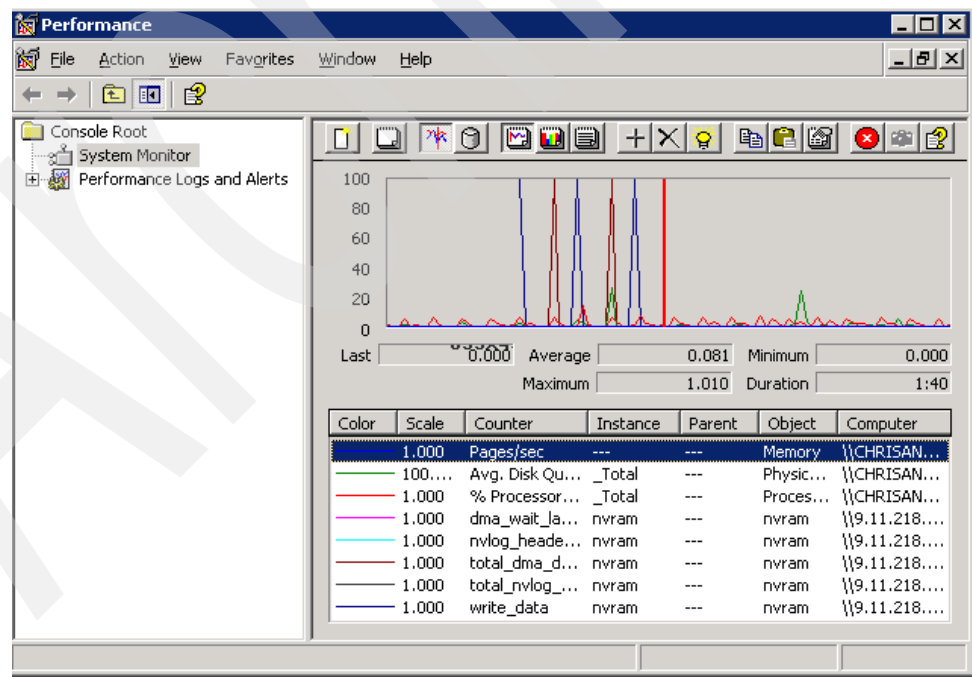 Performance
File Action View Favorites Window Help
Console Root
System Monitor
Performance Logs and Alerts
100
80
60
40
20
0
Last 0.000 Average 0.081 Minimum 0.000
Maximum 1.010 Duration 1:40
Color Scale Counter Instance Parent Object Computer
1.000 Pages/sec --- --- Memory \\CHRISAN...
100.... Avg. Disk Qu... _Total --- Physic... \\CHRISAN...
1.000 % Processor... _Total --- Proces... \\CHRISAN...
1.000 dma_wait_la... nvram --- nvram \\9.11.218....
1.000 nvlog_heade... nvram --- nvram \\9.11.218....
1.000 total_dma_d... nvram --- nvram \\9.11.218....
1.000 total_nvlog_... nvram --- nvram \\9.11.218....
1.000 write_data nvram --- nvram \\9.11.218....